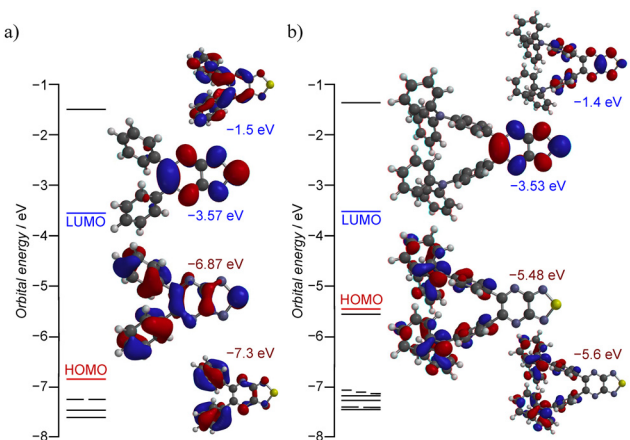 a)
Orbital energy / eV
−1
−2
−3
−4
−5
−6
−7
−8
LUMO
HOMO
−1.5 eV
−3.57 eV
−6.87 eV
−7.3 eV
b)
Orbital energy / eV
−1
−2
−3
−4
−5
−6
−7
−8
LUMO
HOMO
−1.4 eV
−3.53 eV
−5.48 eV
−5.6 eV